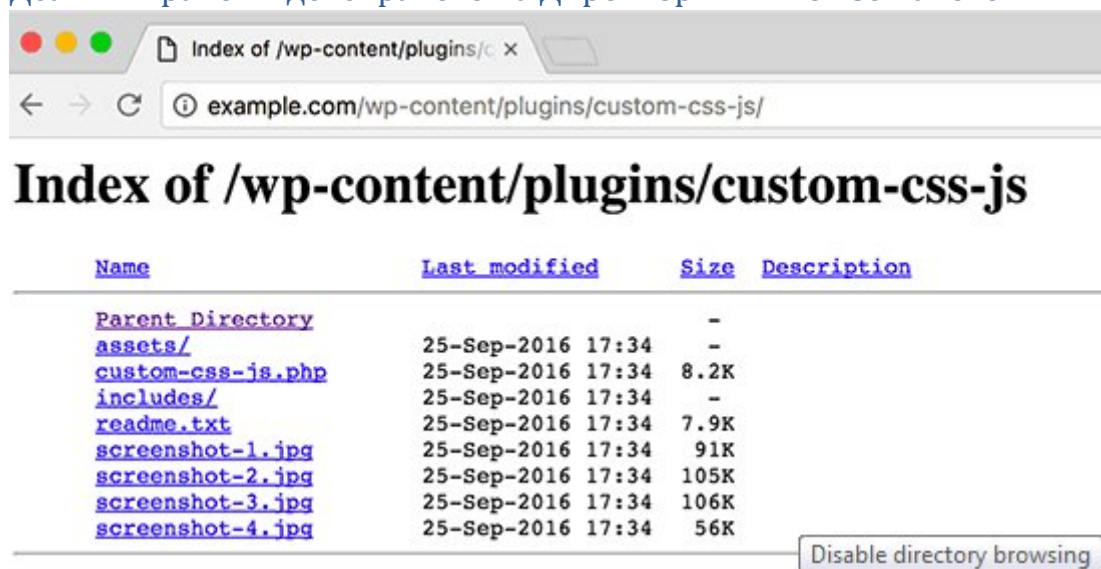 Index of /wp-content/plugins/c ×
example.com/wp-content/plugins/custom-css-js/
Index of /wp-content/plugins/custom-css-js
Name Last modified Size Description
Parent Directory -
assets/ 25-Sep-2016 17:34 -
custom-css-js.php 25-Sep-2016 17:34 8.2K
includes/ 25-Sep-2016 17:34 -
readme.txt 25-Sep-2016 17:34 7.9K
screenshot-1.jpg 25-Sep-2016 17:34 91K
screenshot-2.jpg 25-Sep-2016 17:34 105K
screenshot-3.jpg 25-Sep-2016 17:34 106K
screenshot-4.jpg 25-Sep-2016 17:34 56K
Disable directory browsing